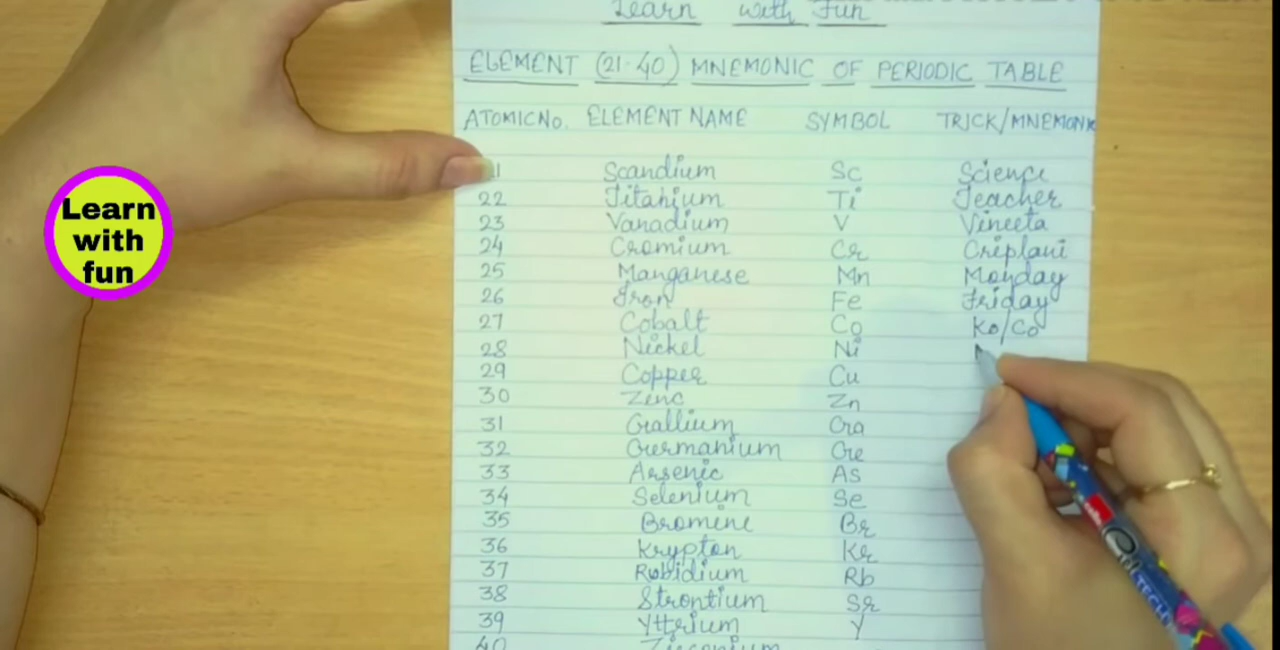 Learn with Fun
ELEMENT (21-40) MNEMONIC OF PERIODIC TABLE
ATOMIC No. ELEMENT NAME SYMBOL TRICK/MNEMONIC
21 Scandium Sc Science
22 Titanium Ti Teacher
23 Vanadium V Vineeta
24 Cromium Cr Criplani
25 Manganese Mn Monday
26 Iron Fe Friday
27 Cobalt Co Ko/Co
28 Nickel Ni
29 Copper Cu
30 Zinc Zn
31 Gallium Ga
32 Germanium Ge
33 Arsenic As
34 Selenium Se
35 Bromine Br
36 Krypton Kr
37 Rubidium Rb
38 Strontium Sr
39 Yttrium Y
40 Zirconium
Learn
with
fun